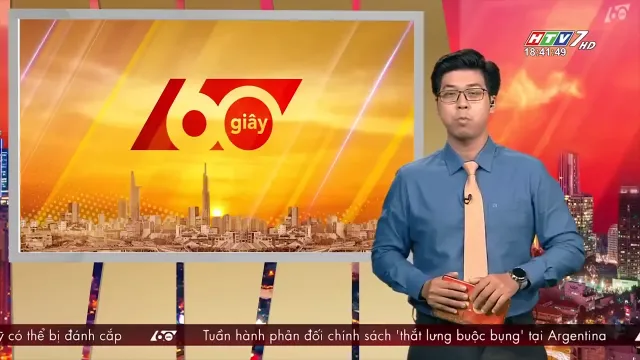 60
HTV7 HD
18:41:49
60 giây
ỹ có thể bị đánh cắp 60 Tuần hành phản đối chính sách 'thắt lưng buộc bụng' tại Argentina